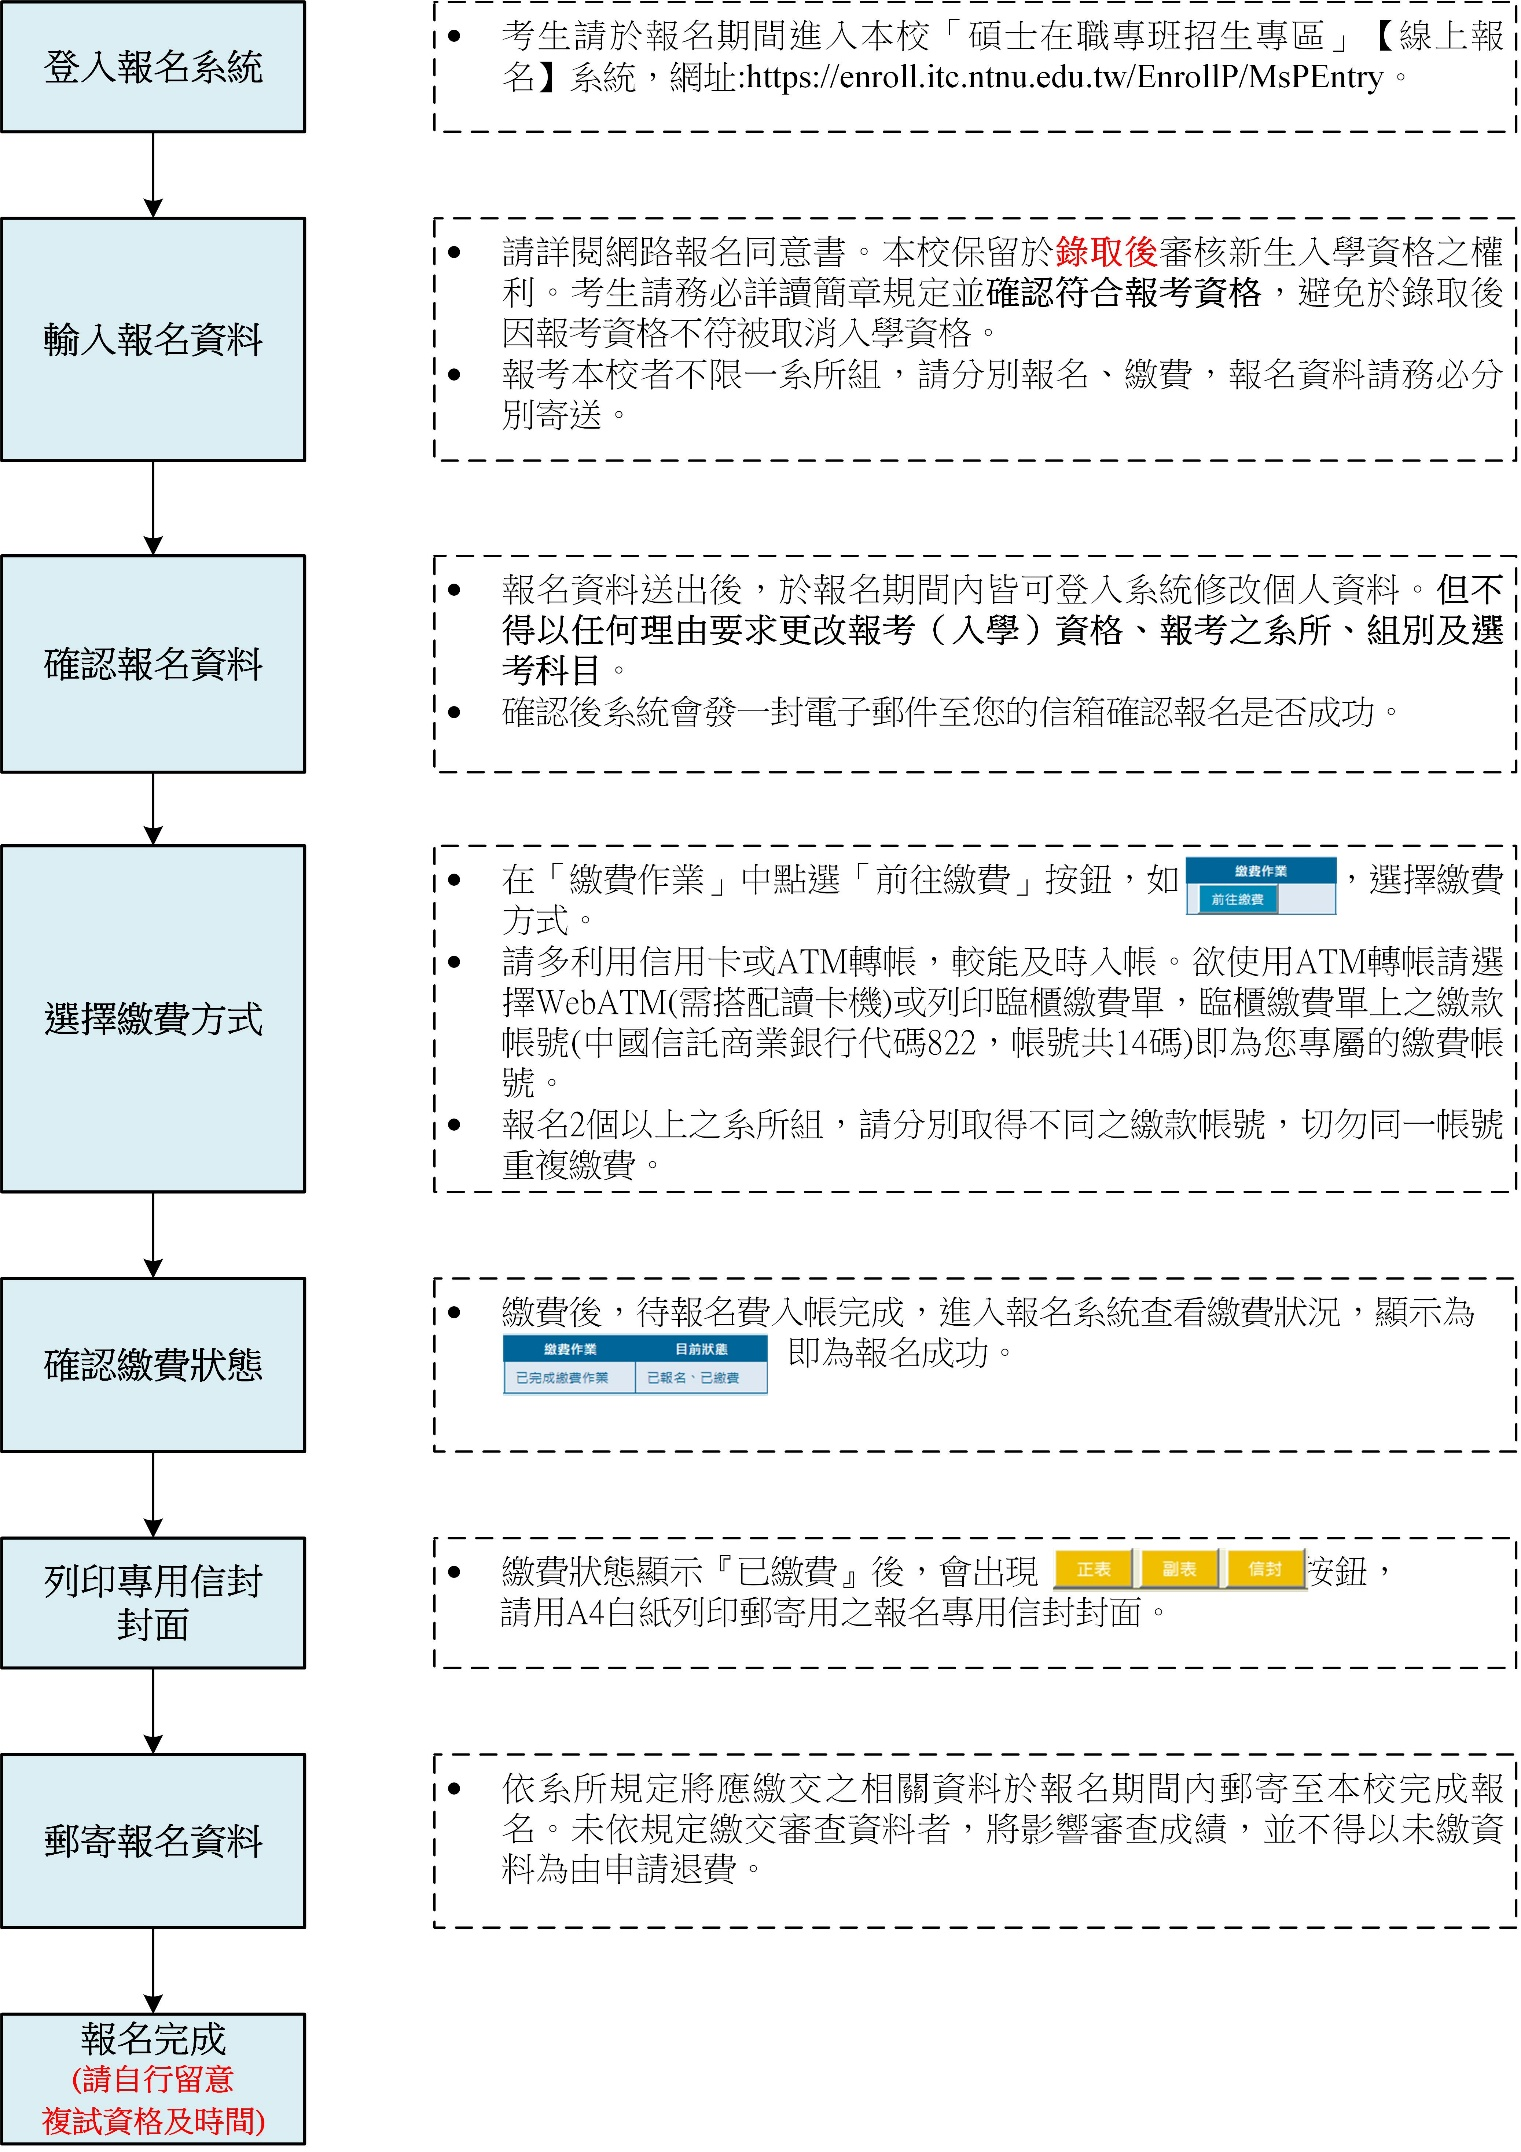 登入報名系統
• 考生請於報名期間進入本校「碩士在職專班招生專區」【線上報
名】系統，網址:https://enroll.itc.ntnu.edu.tw/EnrollP/MsPEntry。
輸入報名資料
• 請詳閱網路報名同意書。本校保留於錄取後審核新生入學資格之權
利。考生請務必詳讀簡章規定並確認符合報考資格，避免於錄取後
因報考資格不符被取消入學資格。
• 報考本校者不限一系所組，請分別報名、繳費，報名資料請務必分
別寄送。
確認報名資料
• 報名資料送出後，於報名期間內皆可登入系統修改個人資料。但不
得以任何理由要求更改報考（入學）資格、報考之系所、組別及選
考科目。
• 確認後系統會發一封電子郵件至您的信箱確認報名是否成功。
選擇繳費方式
• 在「繳費作業」中點選「前往繳費」按鈕，如 繳費作業 前往繳費 ，選擇繳費
方式。
• 請多利用信用卡或ATM轉帳，較能及時入帳。欲使用ATM轉帳請選
擇WebATM(需搭配讀卡機)或列印臨櫃繳費單，臨櫃繳費單上之繳款
帳號(中國信託商業銀行代碼822，帳號共14碼)即為您專屬的繳費帳
號。
• 報名2個以上之系所組，請分別取得不同之繳款帳號，切勿同一帳號
重複繳費。
確認繳費狀態
• 繳費後，待報名費入帳完成，進入報名系統查看繳費狀況，顯示為
繳費作業 目前狀態 即為報名成功。
已完成繳費作業 已報名、已繳費
列印專用信封
封面
• 繳費狀態顯示『已繳費』後，會出現 正表 副表 信封 按鈕，
請用A4白紙列印郵寄用之報名專用信封封面。
郵寄報名資料
• 依系所規定將應繳交之相關資料於報名期間內郵寄至本校完成報
名。未依規定繳交審查資料者，將影響審查成績，並不得以未繳資
料為由申請退費。
報名完成
(請自行留意
複試資格及時間)